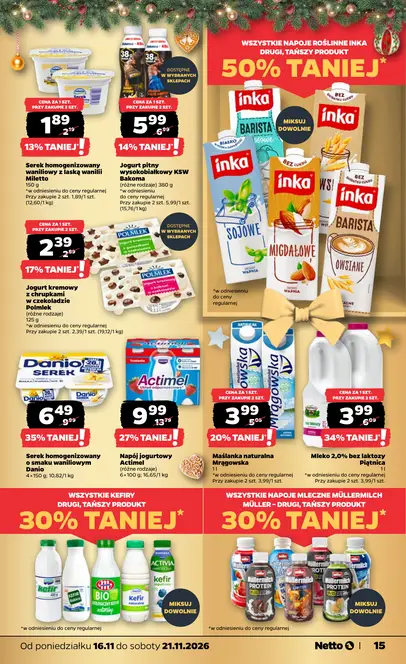 DOSTĘPNE
W WYBRANYCH
SKLEPACH
CENA ZA 1 SZT.
PRZY ZAKUPIE 2 SZT.
1 89
2 19
13% TANIEJ!*
Serek homogenizowany
waniliowy z laską wanilii
Miletto
150 g
*w odniesieniu do ceny regularnej
Przy zakupie 2 szt. 1,89/1 szt.
(12,60/1 kg)
CENA ZA 1 SZT.
PRZY ZAKUPIE 2 SZT.
5 99
6 99
14% TANIEJ!*
Jogurt pitny
wysokobiałkowy KSW
Bakoma
(różne rodzaje) 380 g
*w odniesieniu do ceny regularnej
Przy zakupie 2 szt. 5,99/1 szt.
(15,76/1 kg)
WSZYSTKIE NAPOJE ROŚLINNE INKA
DRUGI, TAŃSZY PRODUKT
50% TANIEJ*
MIKSUJ
DOWOLNIE
inka
BARISTA
inka
SOJOWE
inka
MIGDAŁOWE
inka
BARISTA
inka
OWSIANE
*w odniesieniu
do ceny
regularnej
CENA ZA 1 SZT.
PRZY ZAKUPIE 2 SZT.
2 39
17% TANIEJ!*
DOSTĘPNE
W WYBRANYCH
SKLEPACH
POLMLEK
POLMLEK
Jogurt kremowy
z chrupkami
w czekoladzie
Polmlek
(różne rodzaje)
125 g
*w odniesieniu do ceny regularnej
Przy zakupie 2 szt. 2,39/1 szt. (19,12/1 kg)
Danio
SEREK
6 49
9 99
35% TANIEJ!
Serek homogenizowany
o smaku waniliowym
Danio
4×150 g; 10,82/1 kg
Actimel
9 99
13 79
27% TANIEJ!
Napój jogurtowy
Actimel
(różne rodzaje)
6×100 g; 16,65/1 kg
Mrągowska
CENA ZA 1 SZT.
PRZY ZAKUPIE 2 SZT.
3 99
5 05
20% TANIEJ!*
Maślanka naturalna
Mrągowska
1 l
*w odniesieniu do ceny regularnej
Przy zakupie 2 szt. 3,99/1 szt.
CENA ZA 1 SZT.
PRZY ZAKUPIE 2 SZT.
3 99
6 09
34% TANIEJ!*
Mleko 2,0% bez laktozy
Piątnica
1 l
*w odniesieniu do ceny regularnej
Przy zakupie 2 szt. 3,99/1 szt.
WSZYSTKIE KEFIRY
DRUGI, TAŃSZY PRODUKT
30% TANIEJ*
MIKSUJ
DOWOLNIE
*w odniesieniu do ceny regularnej
WSZYSTKIE NAPOJE MLECZNE MÜLLERMILCH
MÜLLER – DRUGI, TAŃSZY PRODUKT
30% TANIEJ*
MIKSUJ
DOWOLNIE
*w odniesieniu do ceny regularnej
Od poniedziałku 16.11 do soboty 21.11.2026
Netto
15